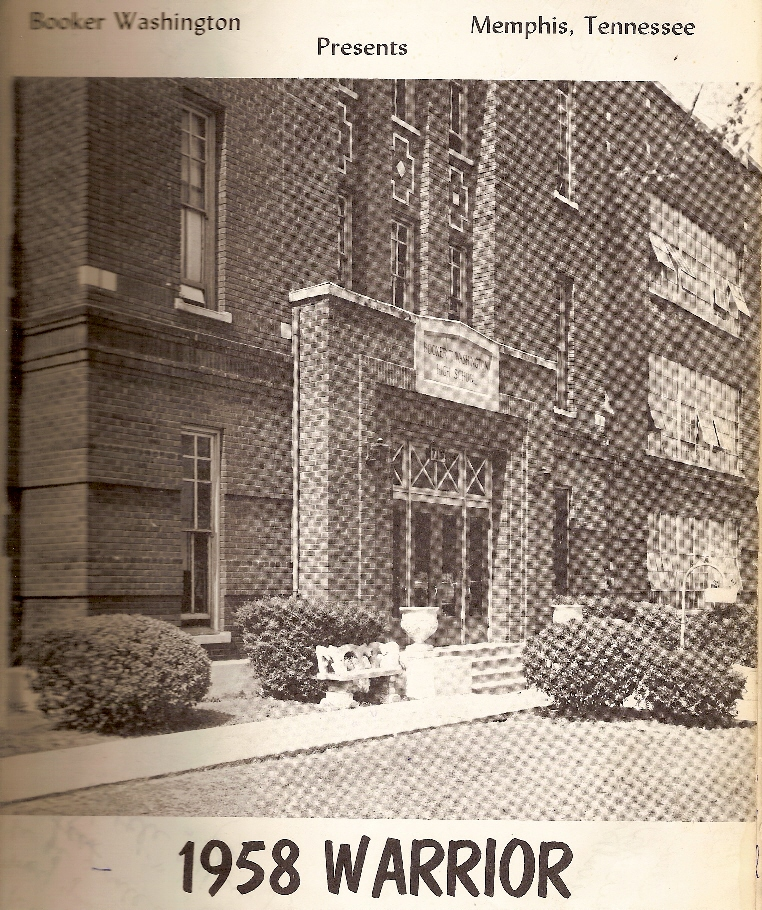 Booker Washington
Memphis, Tennessee
Presents
BOOKER T. WASHINGTON
HIGH SCHOOL
1958 WARRIOR